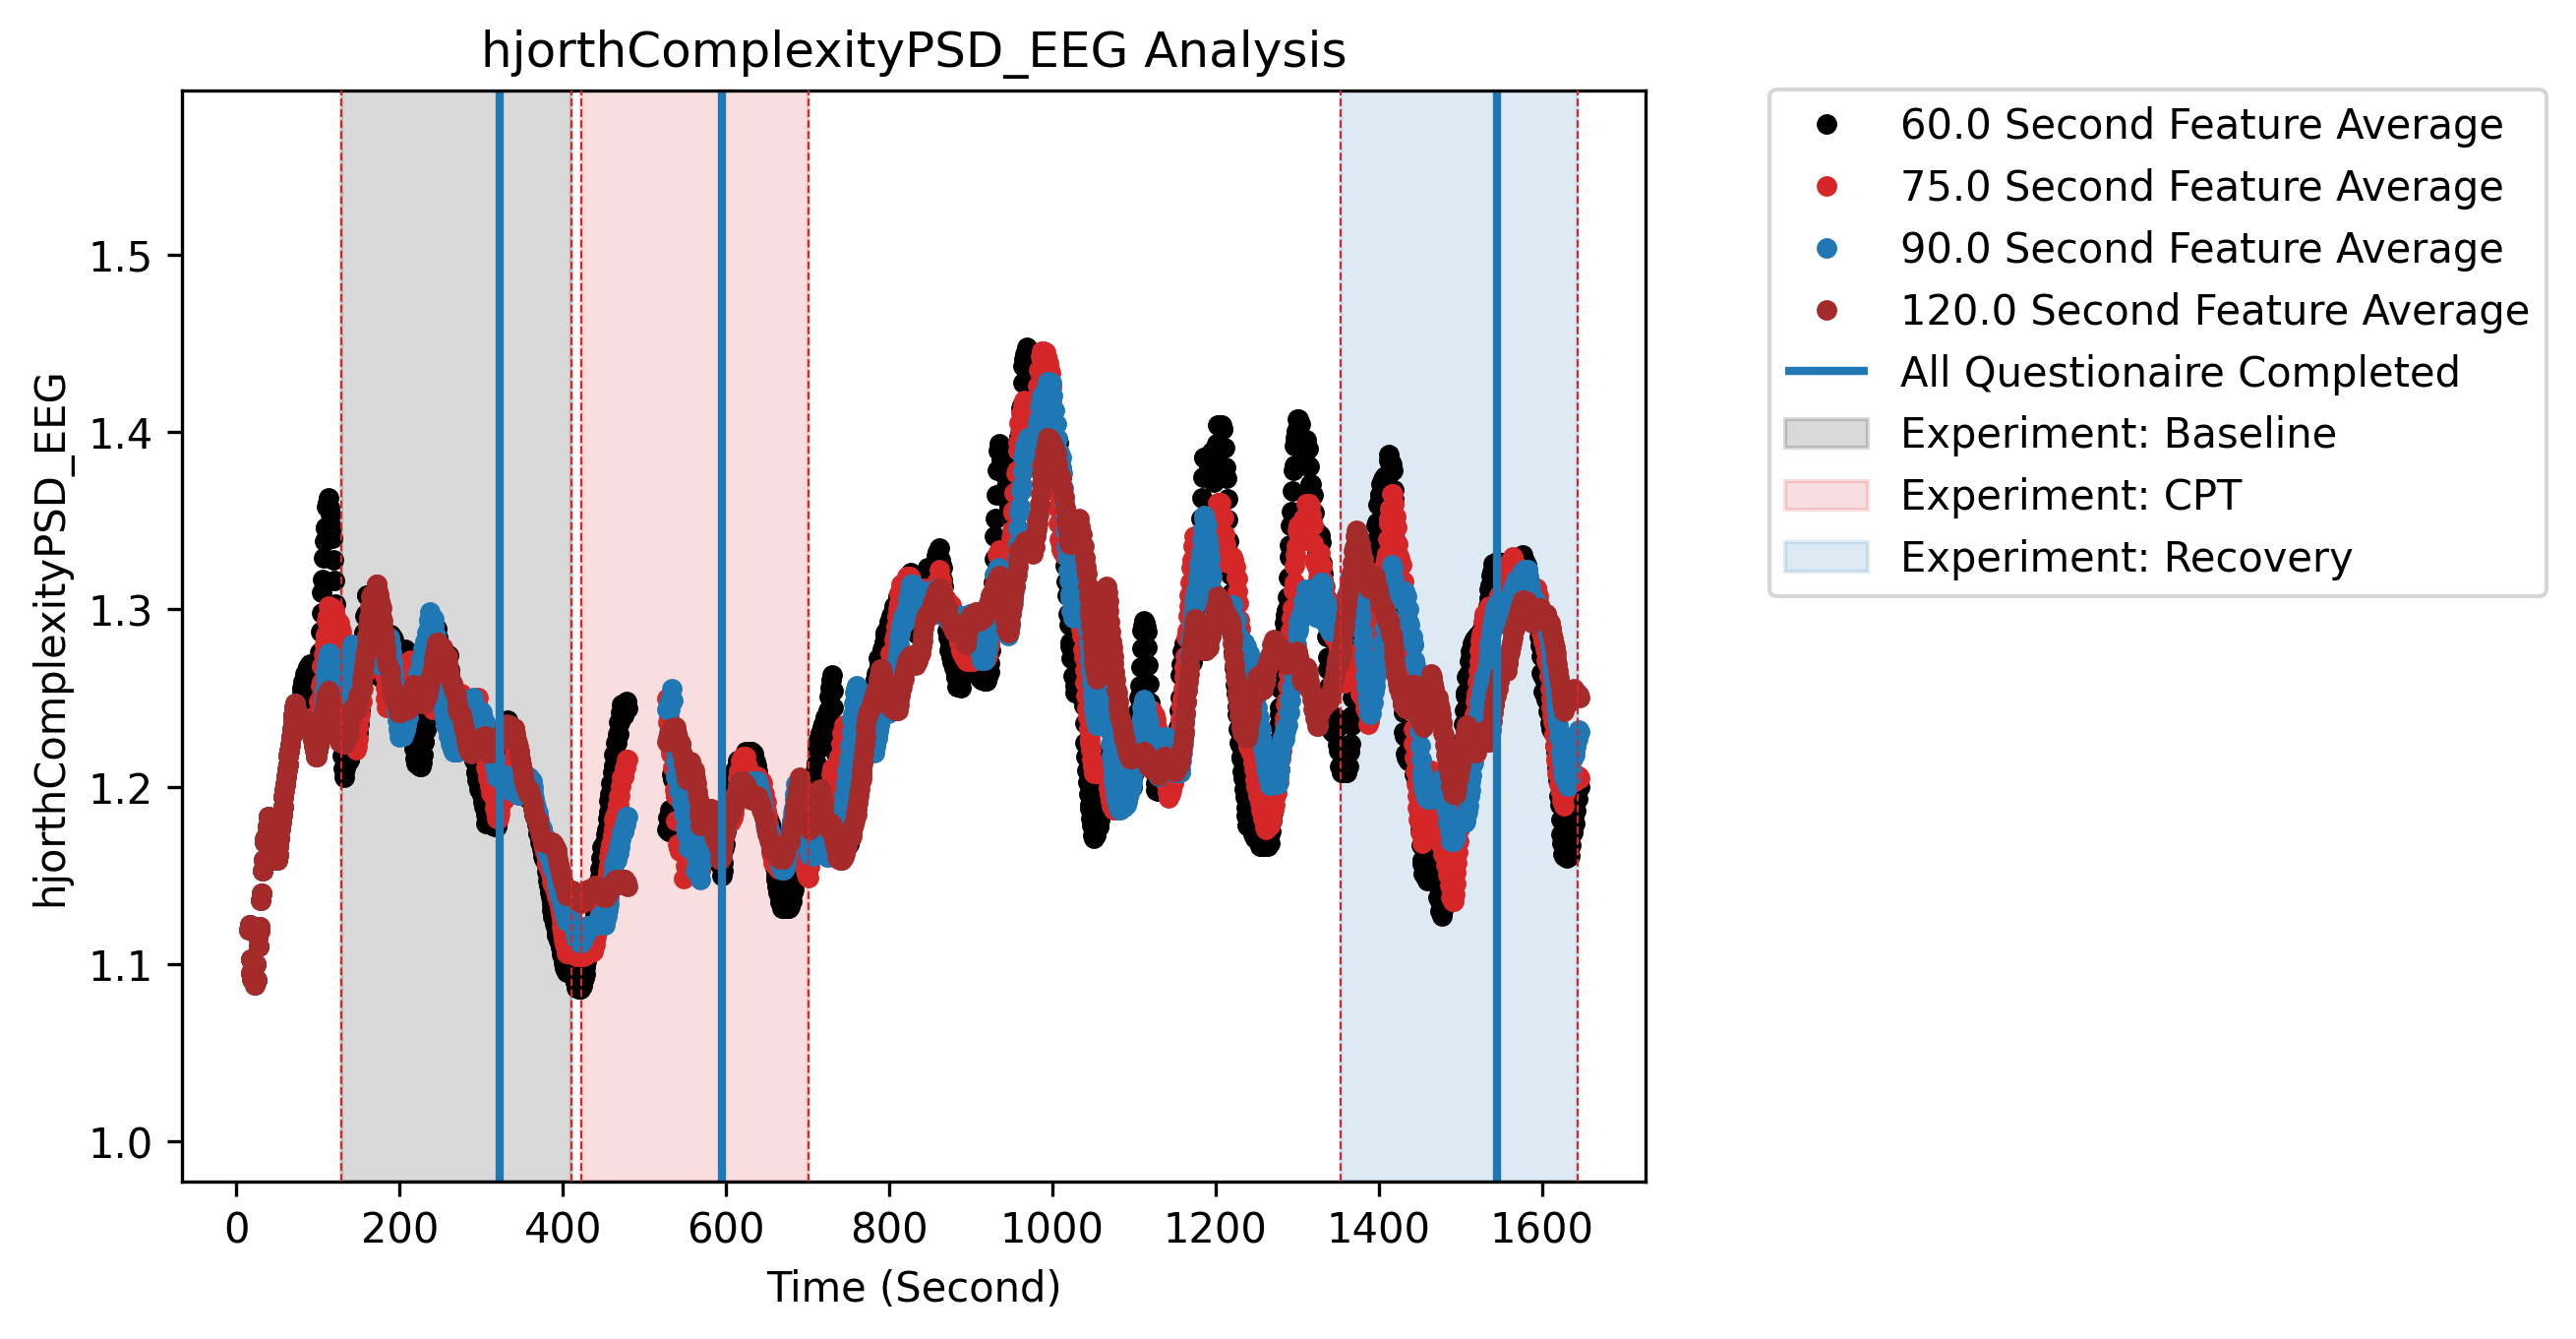 hjorthComplexityPSD_EEG Analysis
hjorthComplexityPSD_EEG
1.5
1.4
1.3
1.2
1.1
1.0
0 200 400 600 800 1000 1200 1400 1600
Time (Second)
60.0 Second Feature Average
75.0 Second Feature Average
90.0 Second Feature Average
120.0 Second Feature Average
All Questionaire Completed
Experiment: Baseline
Experiment: CPT
Experiment: Recovery